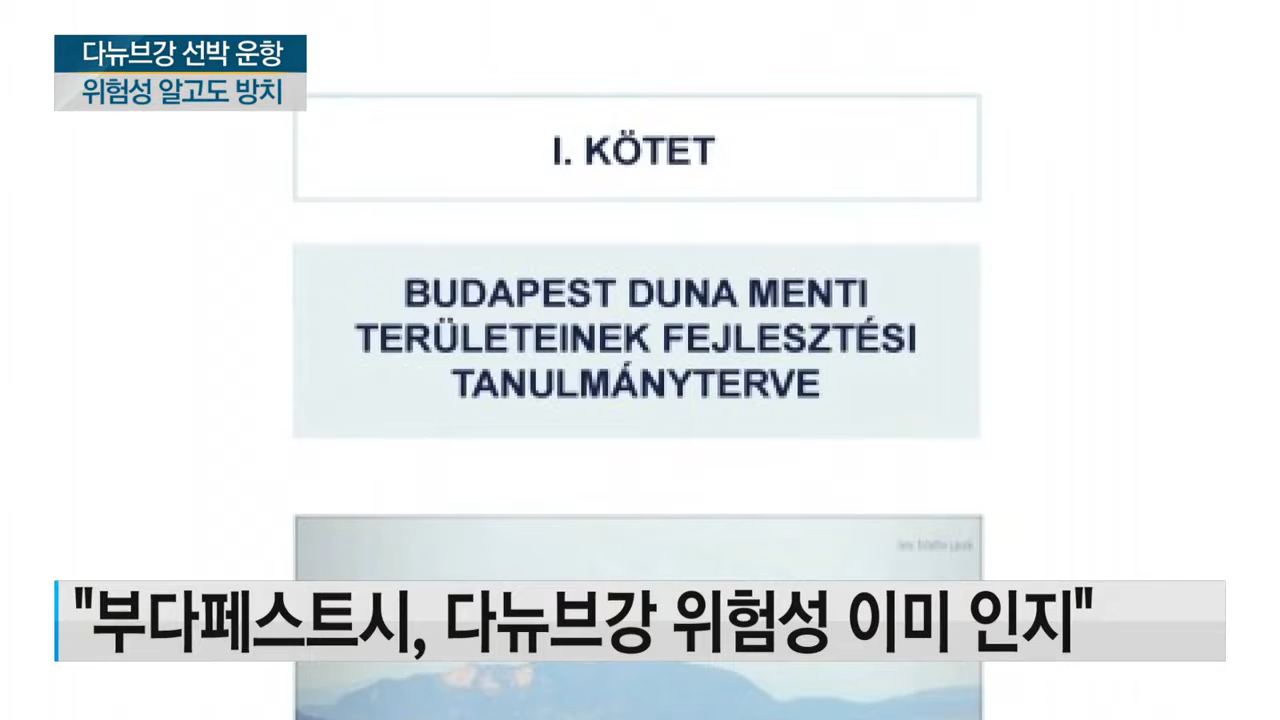 다뉴브강 선박 운항
위험성 알고도 방치
I. KÖTET
BUDAPEST DUNA MENTI
TERÜLETEINEK FEJLESZTÉSI
TANULMÁNYTERVE
"부다페스트시, 다뉴브강 위험성 이미 인지"